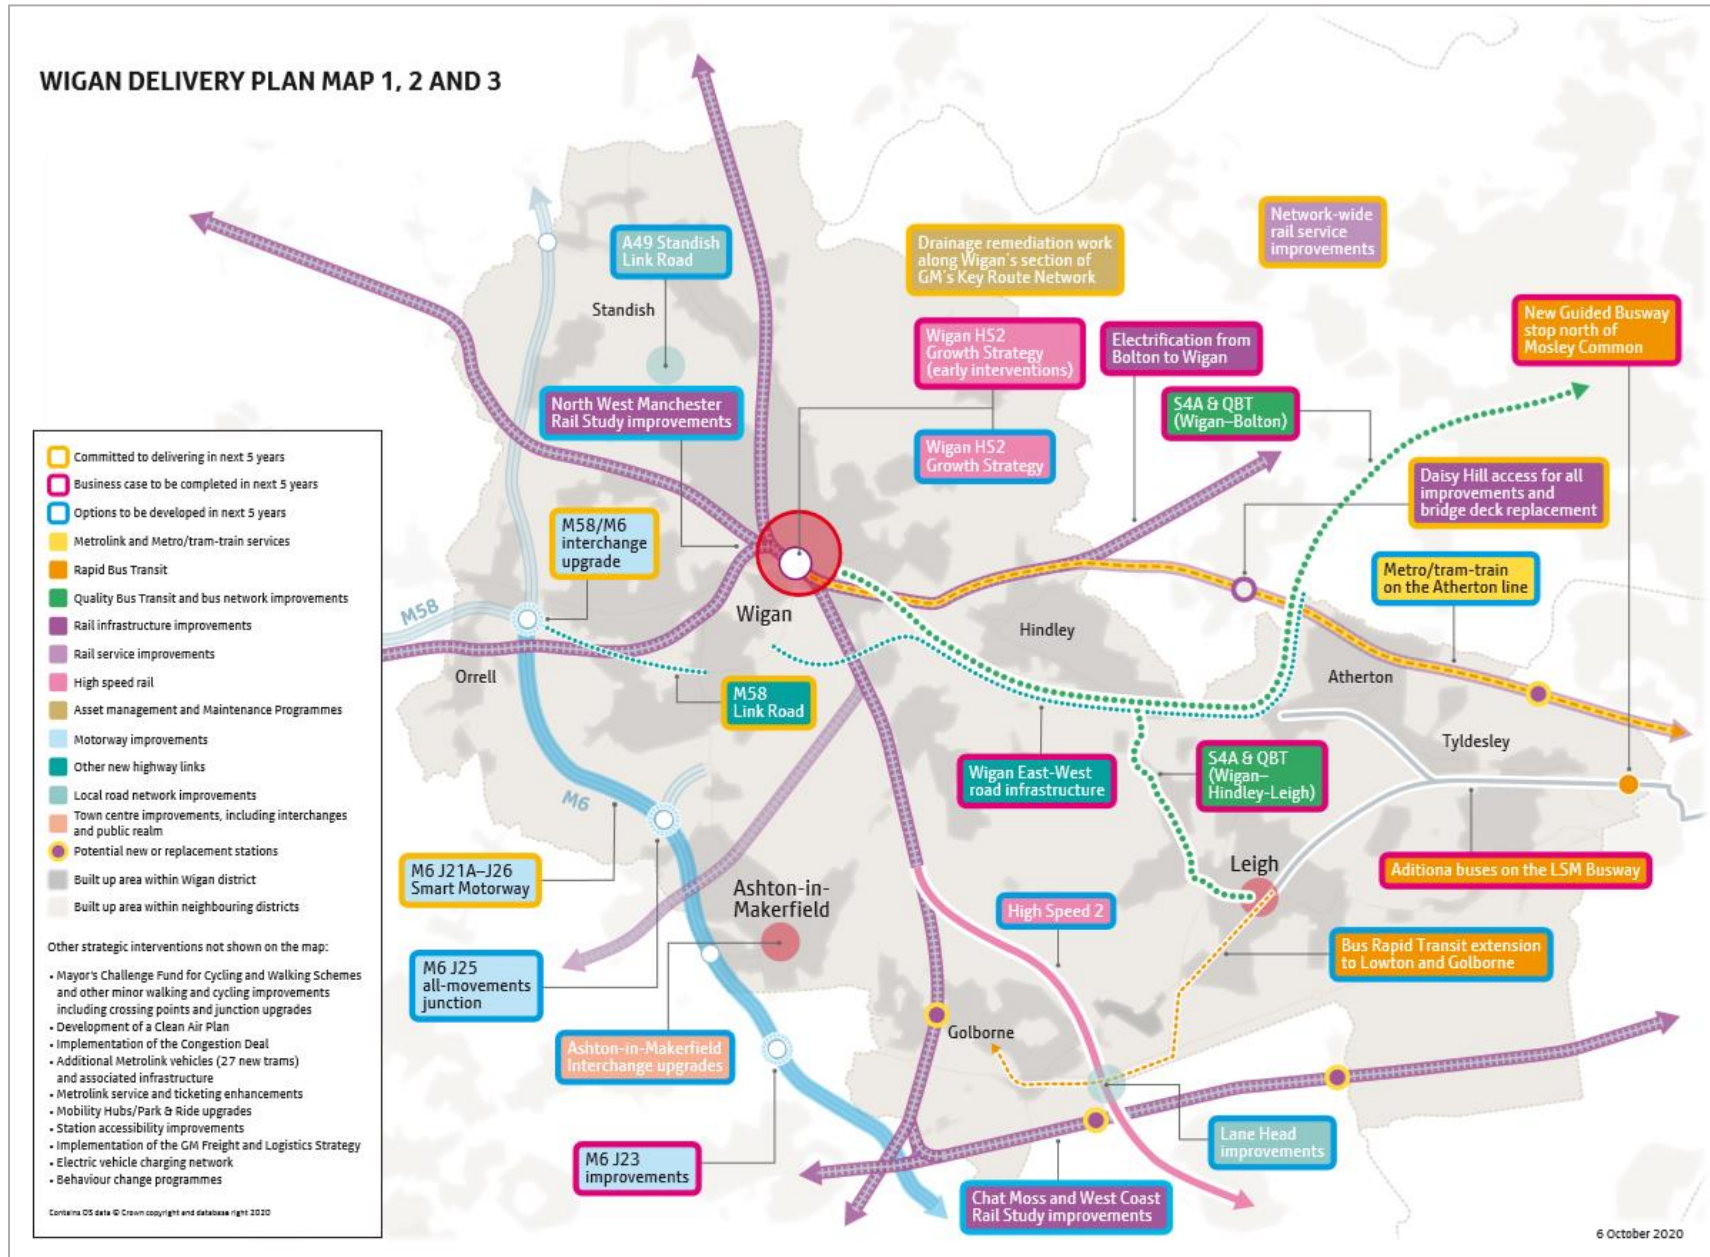 WIGAN DELIVERY PLAN MAP 1, 2 AND 3
A49 Standish
Link Road
Standish
Drainage remediation work
along Wigan's section of
GM's Key Route Network
Network-wide
rail service
improvements
New Guided Busway
stop north of
Mosley Common
Wigan HS2
Growth Strategy
(early interventions)
Electrification from
Bolton to Wigan
North West Manchester
Rail Study improvements
S4A & QBT
(Wigan–Bolton)
Wigan HS2
Growth Strategy
Daisy Hill access for all
improvements and
bridge deck replacement
M58/M6
interchange
upgrade
Metro/tram-train
on the Atherton line
M58
Wigan
Hindley
Orrell
Atherton
M58
Link Road
Tyldesley
Wigan East-West
road infrastructure
S4A & QBT
(Wigan–
Hindley-Leigh)
M6
M6 J21A–J26
Smart Motorway
Leigh
Aditiona buses on the LSM Busway
Ashton-in-
Makerfield
High Speed 2
Bus Rapid Transit extension
to Lowton and Golborne
M6 J25
all-movements
junction
Golborne
Ashton-in-Makerfield
Interchange upgrades
Lane Head
improvements
M6 J23
improvements
Chat Moss and West Coast
Rail Study improvements
Committed to delivering in next 5 years
Business case to be completed in next 5 years
Options to be developed in next 5 years
Metrolink and Metro/tram-train services
Rapid Bus Transit
Quality Bus Transit and bus network improvements
Rail infrastructure improvements
Rail service improvements
High speed rail
Asset management and Maintenance Programmes
Motorway improvements
Other new highway links
Local road network improvements
Town centre improvements, including interchanges
and public realm
Potential new or replacement stations
Built up area within Wigan district
Built up area within neighbouring districts
Other strategic interventions not shown on the map:
• Mayor's Challenge Fund for Cycling and Walking Schemes
and other minor walking and cycling improvements
including crossing points and junction upgrades
• Development of a Clean Air Plan
• Implementation of the Congestion Deal
• Additional Metrolink vehicles (27 new trams)
and associated infrastructure
• Metrolink service and ticketing enhancements
• Mobility Hubs/Park & Ride upgrades
• Station accessibility improvements
• Implementation of the GM Freight and Logistics Strategy
• Electric vehicle charging network
• Behaviour change programmes
Contains OS data © Crown copyright and database right 2020
6 October 2020